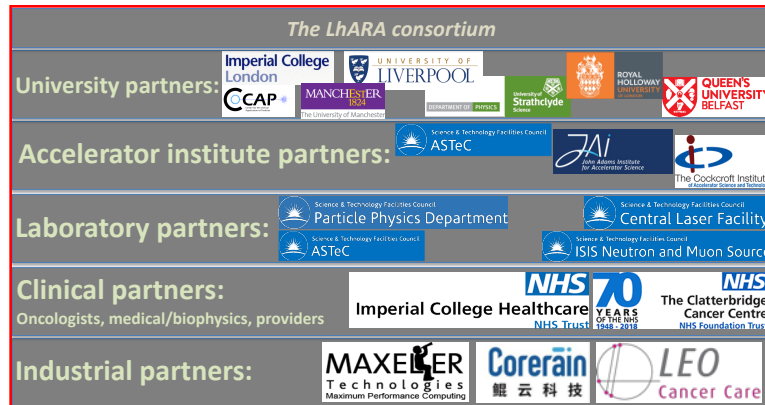 The LhARA consortium
University partners:
Imperial College
London
CCAP
UNIVERSITY OF
LIVERPOOL
DEPARTMENT OF PHYSICS
MANCHESTER
1824
The University of Manchester
University of
Strathclyde
Science
ROYAL
HOLLOWAY
UNIVERSITY
QUEEN'S
UNIVERSITY
BELFAST
Accelerator institute partners:
Science & Technology Facilities Council
ASTeC
JAi
John Adams Institute
for Accelerator Science
The Cockcroft Institut
of Accelerator Science and Technolo
Laboratory partners:
Science & Technology Facilities Council
Particle Physics Department
Science & Technology Facilities Council
Central Laser Facility
Science & Technology Facilities Council
ASTeC
Science & Technology Facilities Council
ISIS Neutron and Muon Source
Clinical partners:
Oncologists, medical/biophysics, providers
NHS
Imperial College Healthcare
NHS Trust
70
YEARS
OF THE NHS
1948 - 2018
NHS
The Clatterbridge
Cancer Centre
NHS Foundation Trust
Industrial partners:
MAXELER
Technologies
Maximum Performance Computing
Corerain
鲲云科技
LEO
Cancer Care